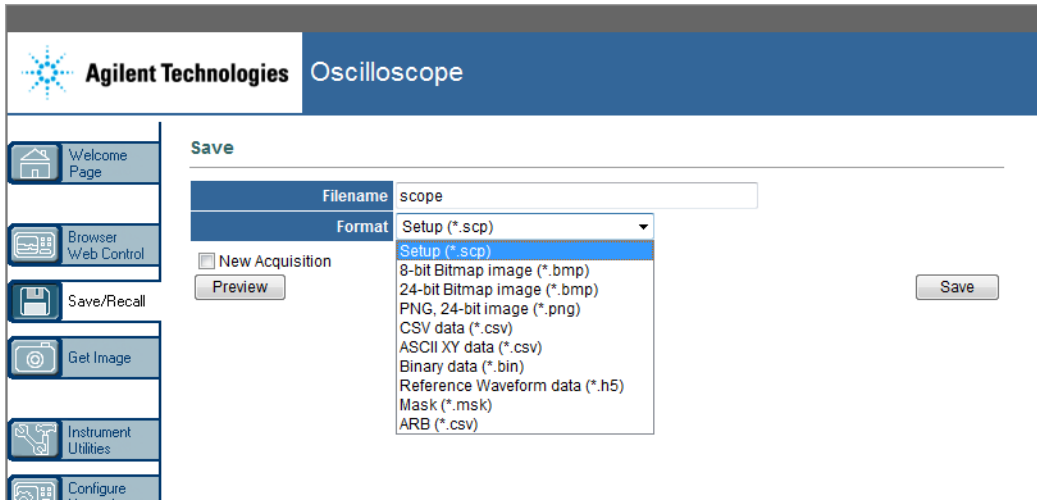 Agilent Technologies
Oscilloscope
Welcome
Page
Browser
Web Control
Save/Recall
Get Image
Instrument
Utilities
Configure
Save
Filename scope
Format Setup (*.scp)
Setup (*.scp)
8-bit Bitmap image (*.bmp)
24-bit Bitmap image (*.bmp)
PNG, 24-bit image (*.png)
CSV data (*.csv)
ASCII XY data (*.csv)
Binary data (*.bin)
Reference Waveform data (*.h5)
Mask (*.msk)
ARB (*.csv)
New Acquisition
Preview
Save